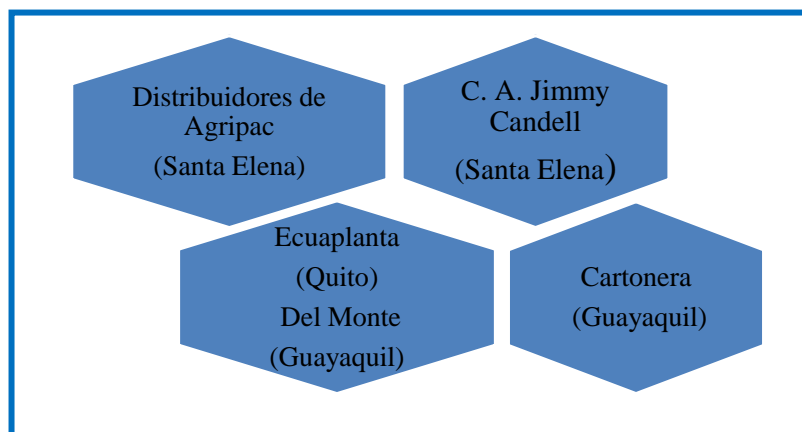 Distribuidores de
Agripac
(Santa Elena)
C. A. Jimmy
Candell
(Santa Elena)
Ecuaplanta
(Quito)
Del Monte
(Guayaquil)
Cartonera
(Guayaquil)